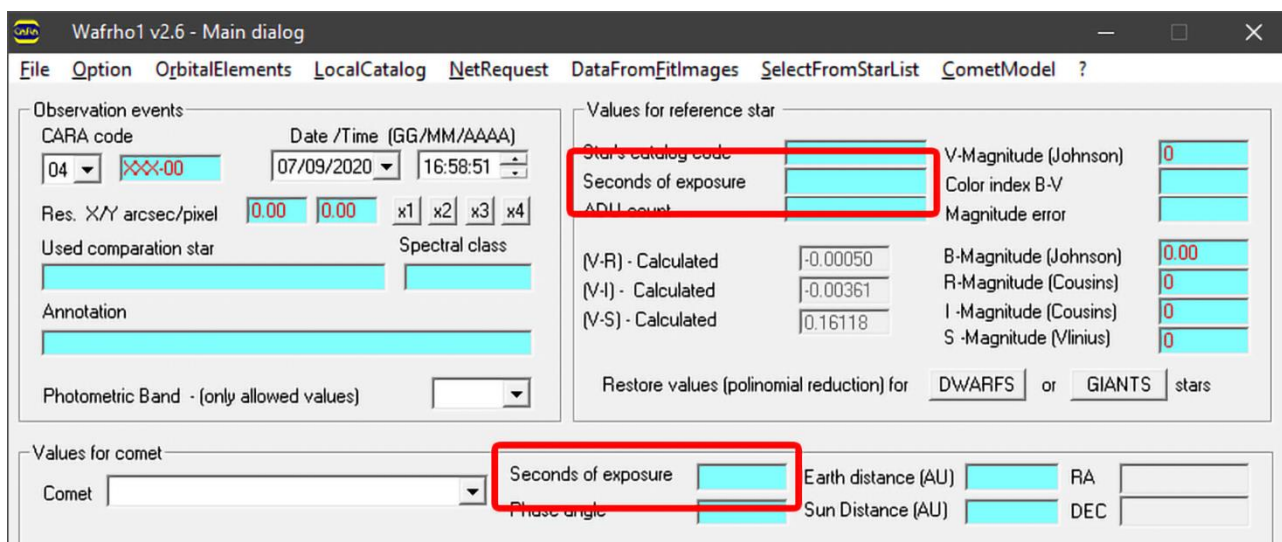 Wafrho1 v2.6 - Main dialog
File Option OrbitalElements LocalCatalog NetRequest DataFromFitImages SelectFromStarList CometModel ?
Observation events
CARA code Date /Time (GG/MM/AAAA)
04 XXX-00 07/09/2020 16:58:51
Res. X/Y arcsec/pixel 0.00 0.00 x1 x2 x3 x4
Used comparation star Spectral class
Annotation
Photometric Band - (only allowed values)
Values for reference star
Star's catalog code V-Magnitude (Johnson) 0
Seconds of exposure Color index B-V
ADU count Magnitude error
(V-R) - Calculated -0.00050 B-Magnitude (Johnson) 0.00
(V-I) - Calculated -0.00361 R-Magnitude (Cousins) 0
I -Magnitude (Cousins) 0
(V-S) - Calculated 0.16118 S -Magnitude (Vlinius) 0
Restore values (polinomial reduction) for DWARFS or GIANTS stars
Values for comet
Comet Seconds of exposure Earth distance (AU) RA
Phase angle Sun Distance (AU) DEC